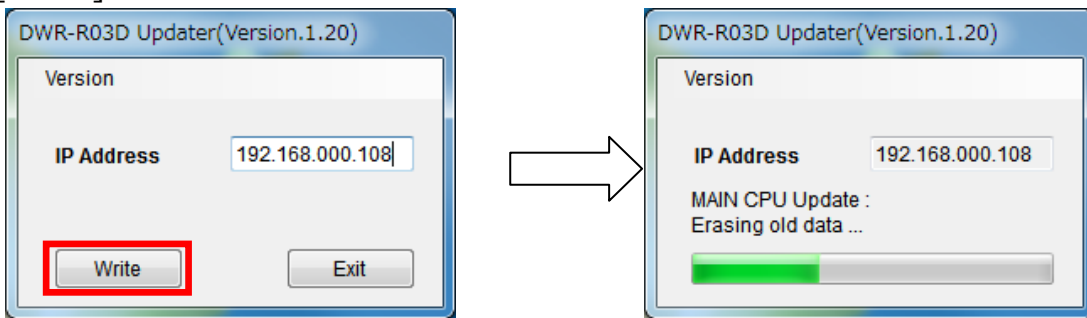 DWR-R03D Updater(Version.1.20)
Version
IP Address 192.168.000.108
Write Exit
DWR-R03D Updater(Version.1.20)
Version
IP Address 192.168.000.108
MAIN CPU Update :
Erasing old data ...